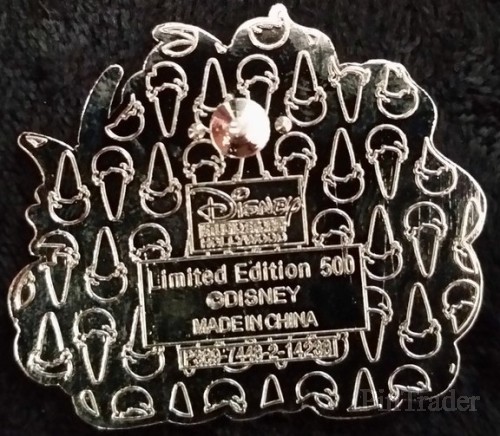 Disney
Limited Edition 500
©DISNEY
MADE IN CHINA
PinTrader